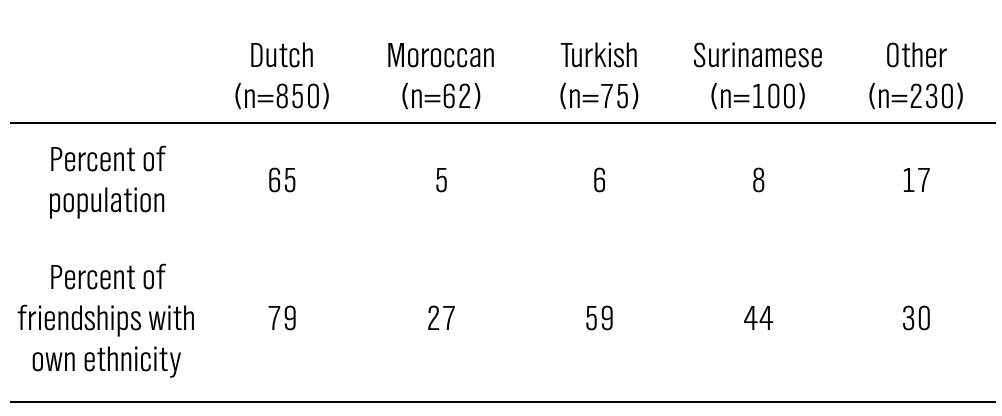 Dutch Moroccan Turkish Surinamese Other
(n=850) (n=62) (n=75) (n=100) (n=230)
Percent of
population
65 5 6 8 17
Percent of
friendships with
own ethnicity
79 27 59 44 30